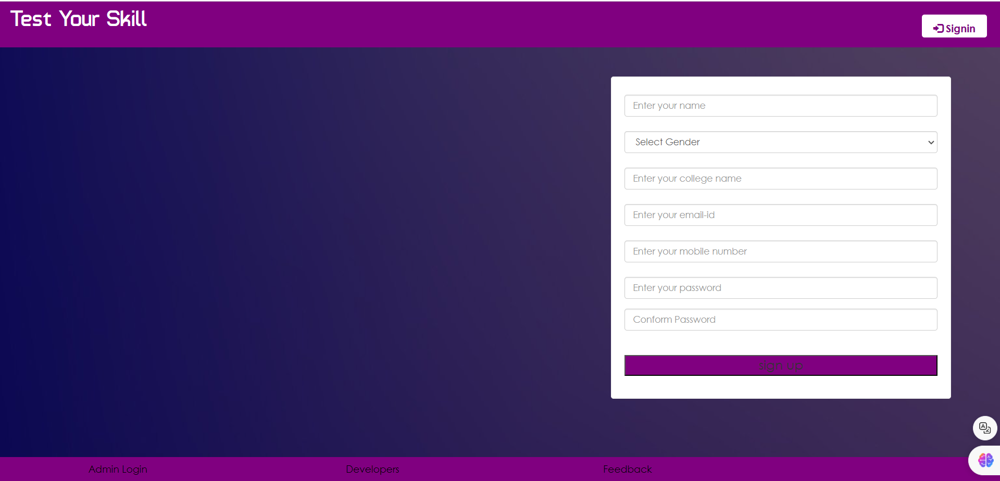 Test Your Skill
Signin
Enter your name
Select Gender
Enter your college name
Enter your email-id
Enter your mobile number
Enter your password
Conform Password
sign up
Admin Login
Developers
Feedback